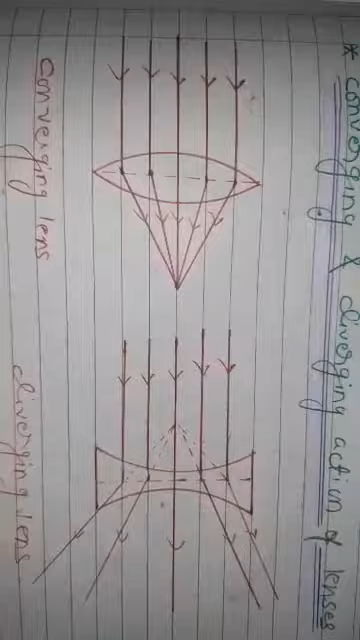 * converging & diverging action of lenses
converging lens
diverging lens